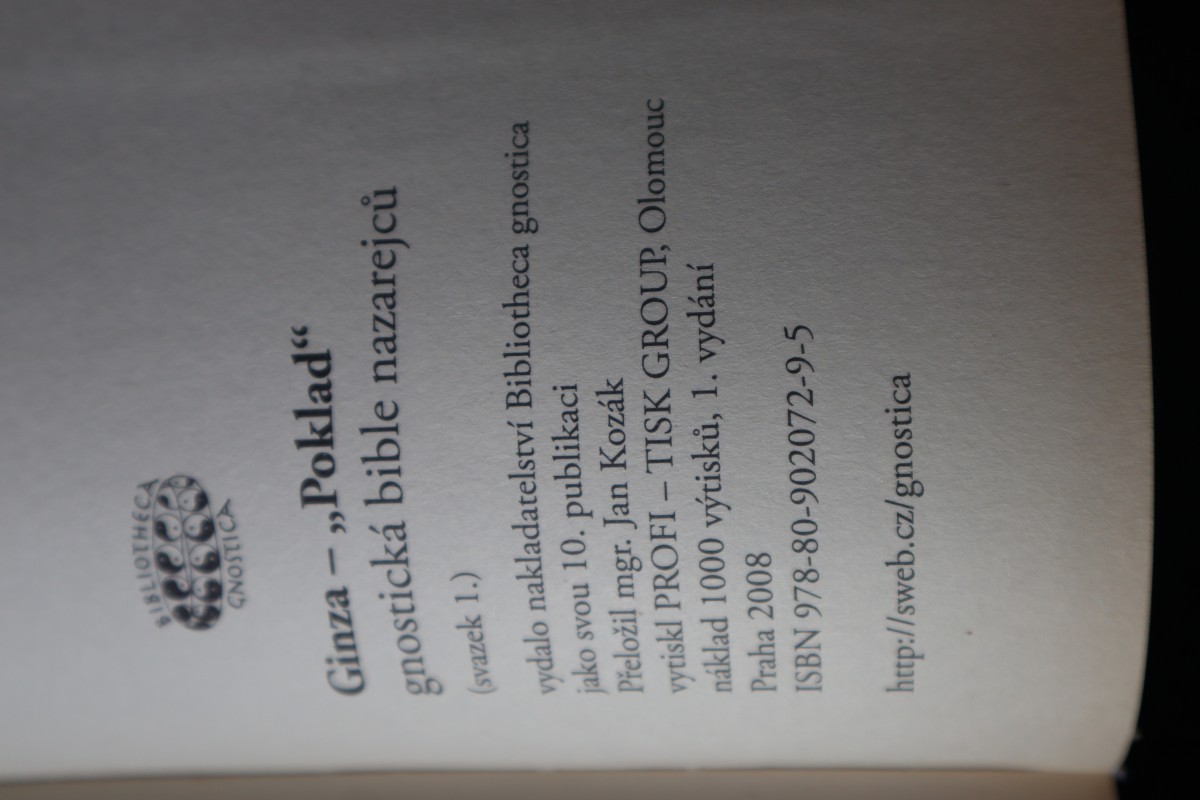 BIBLIOTHECA
GNOSTICA
Ginza – „Poklad“
gnostická bible nazarejců
(svazek 1.)
vydalo nakladatelství Bibliotheca gnostica
jako svou 10. publikaci
Přeložil mgr. Jan Kozák
vytiskl PROFI – TISK GROUP, Olomouc
náklad 1000 výtisků, 1. vydání
Praha 2008
ISBN 978-80-902072-9-5
http://sweb.cz/gnostica